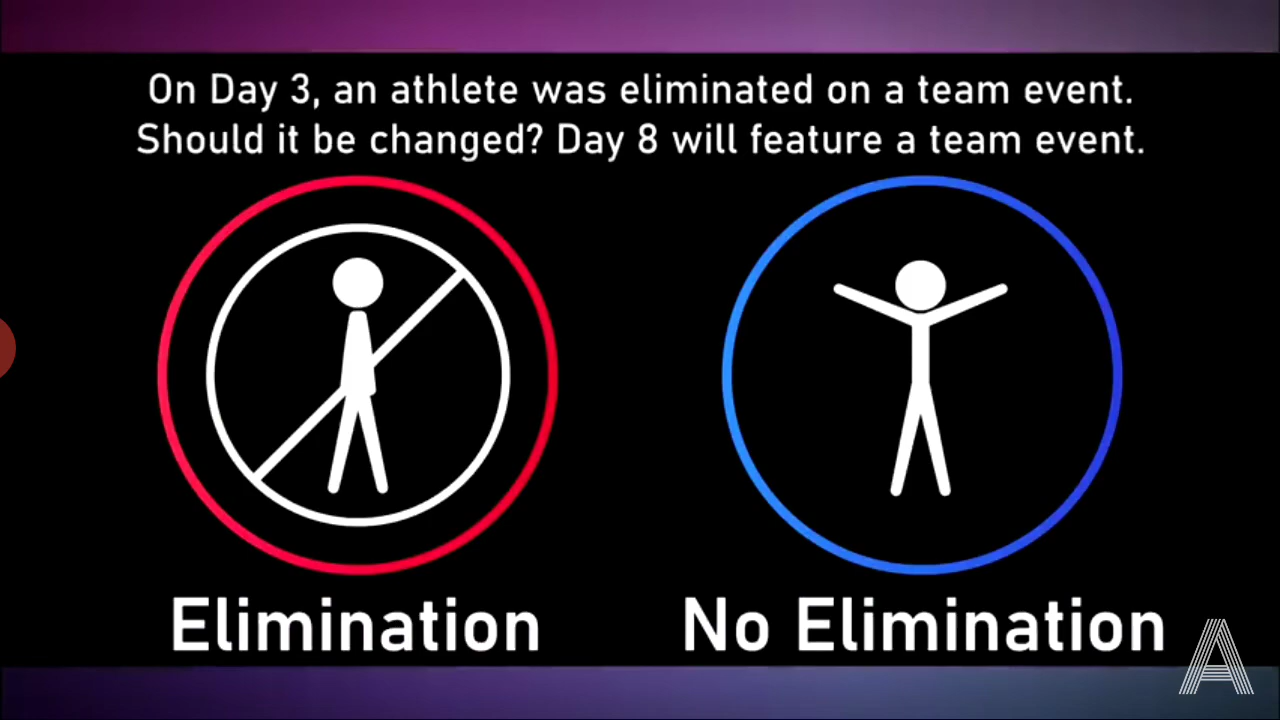 On Day 3, an athlete was eliminated on a team event.
Should it be changed? Day 8 will feature a team event.
Elimination
No Elimination
A